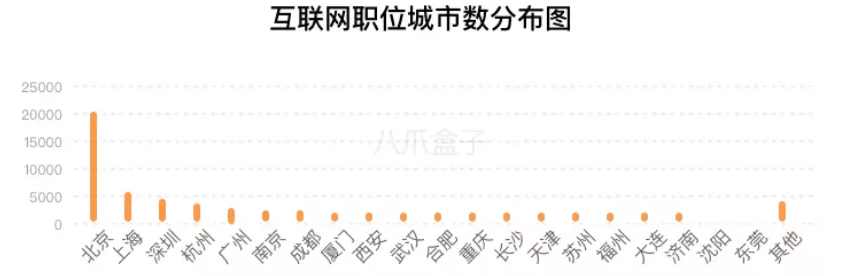 互联网职位城市数分布图
25000
20000
15000
10000
5000
0
八爪盒子
北京 上海 深圳 杭州 广州 南京 成都 厦门 西安 武汉 合肥 重庆 长沙 天津 苏州 福州 大连 济南 沈阳 东莞 其他